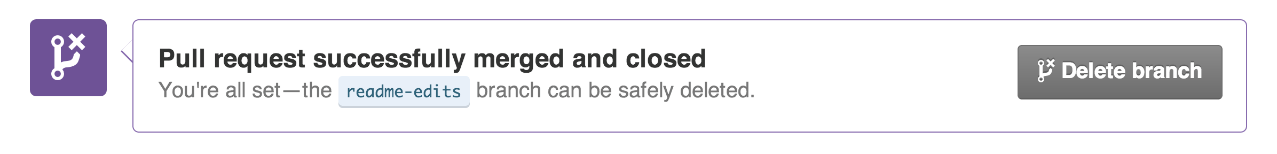 Pull request successfully merged and closed
You're all set—the readme-edits branch can be safely deleted.
Delete branch